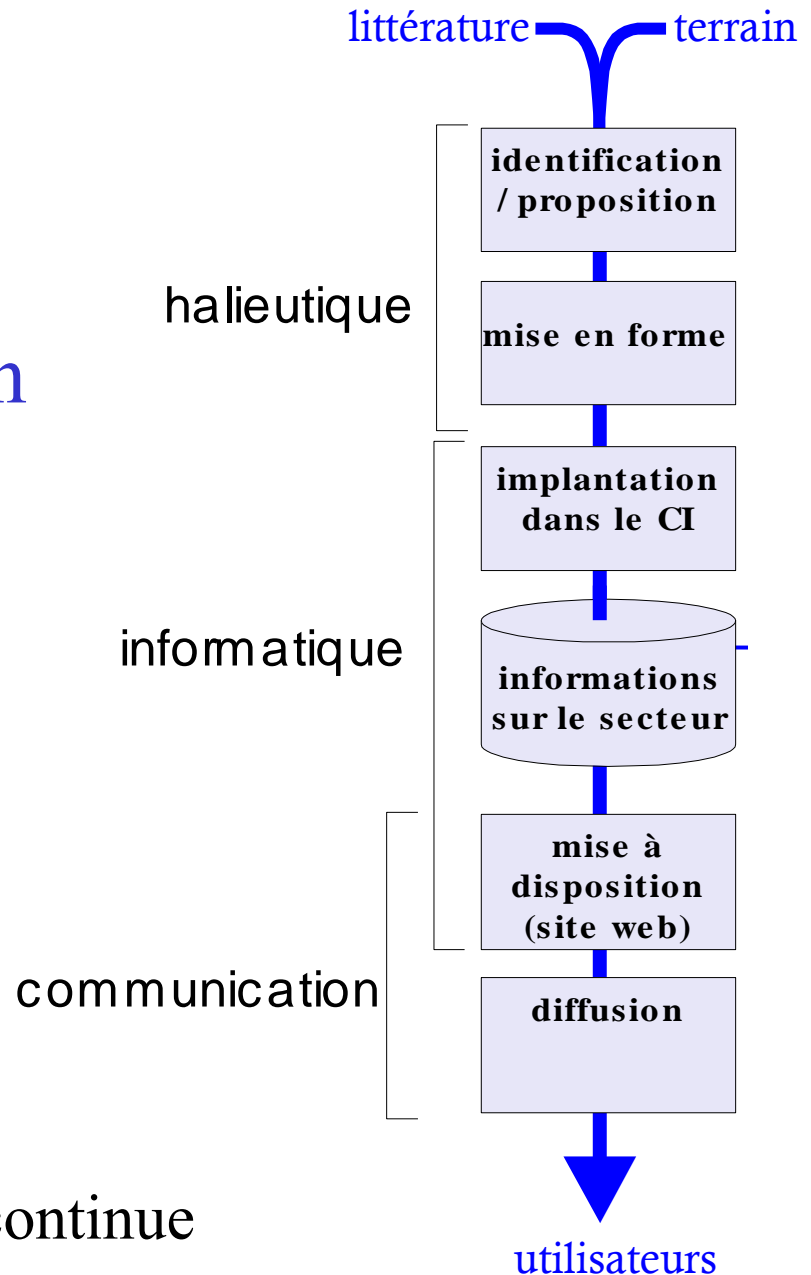 littérature terrain
identification
/ proposition
halieutique
mise en forme
n
implantation
dans le CI
informatique
informations
sur le secteur
mise à
disposition
(site web)
communication
diffusion
continue
utilisateurs